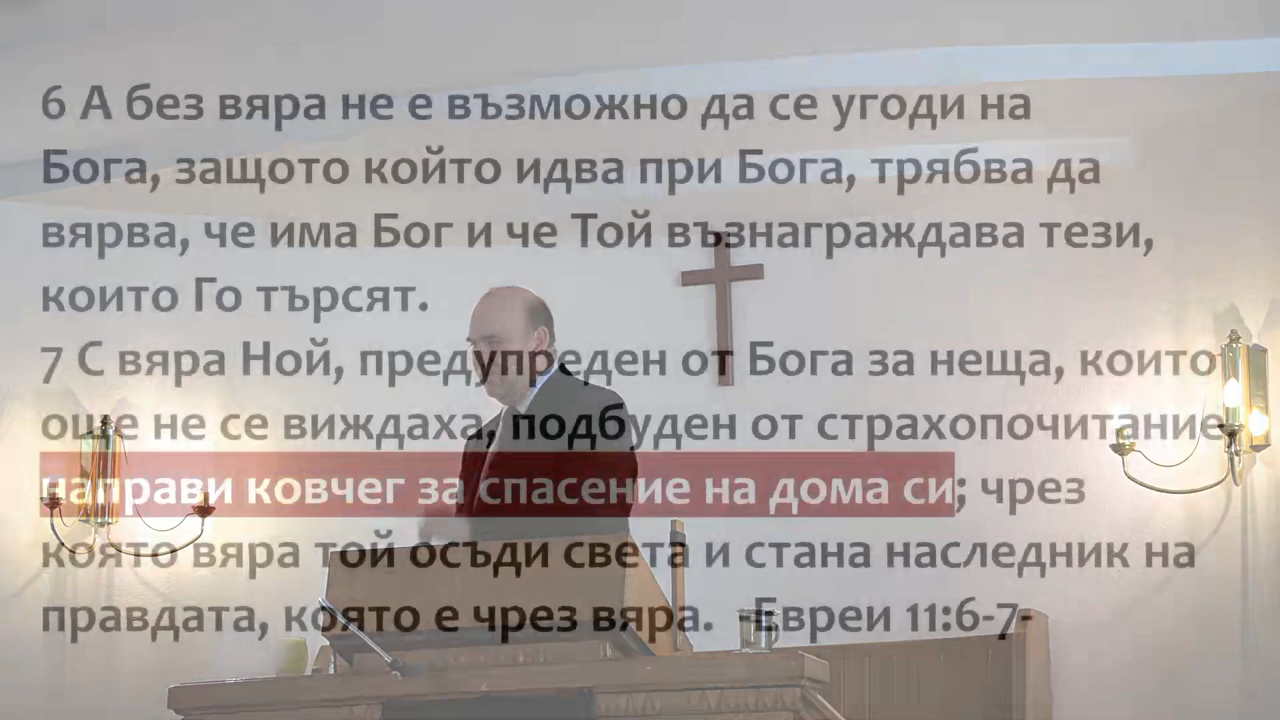 6 А без вяра не е възможно да се угоди на
Бога, защото който идва при Бога, трябва да
вярва, че има Бог и че Той възнаграждава тези,
които Го търсят.
7 С вяра Ной, предупреден от Бога за неща, които
още не се виждаха, подбуден от страхопочитание
направи ковчег за спасение на дома си; чрез
която вяра той осъди света и стана наследник на
правдата, която е чрез вяра. -Евреи 11:6-7-